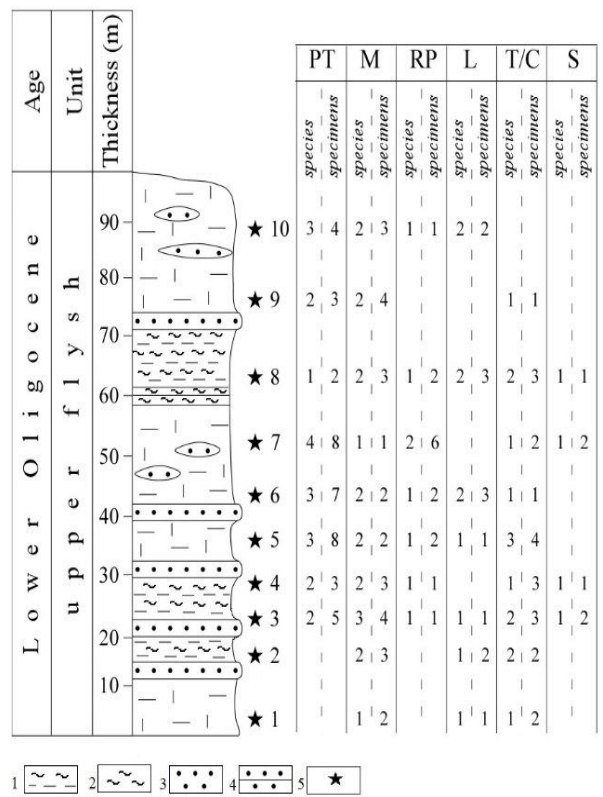 Age
Unit
Thickness (m)
PT M RP L T/C S
species specimens species specimens species specimens species specimens species specimens species specimens
Lower Oligocene
upper flysh
90
80
70
60
50
40
30
20
10
★ 10 3 4 2 3 1 1 2 2
★ 9 2 3 2 4 1 1
★ 8 1 2 2 3 1 2 2 3 2 3 1 1
★ 7 4 8 1 1 2 6 1 2 1 2
★ 6 3 7 2 2 1 2 2 3 1 1
★ 5 3 8 2 2 1 2 1 1 3 4
★ 4 2 3 2 3 1 1 1 3 1 1
★ 3 2 5 3 4 1 1 1 1 2 3 1 2
★ 2 2 3 1 2 2 2
★ 1 1 2 1 1 1 2
1 2 3 4 5 ★